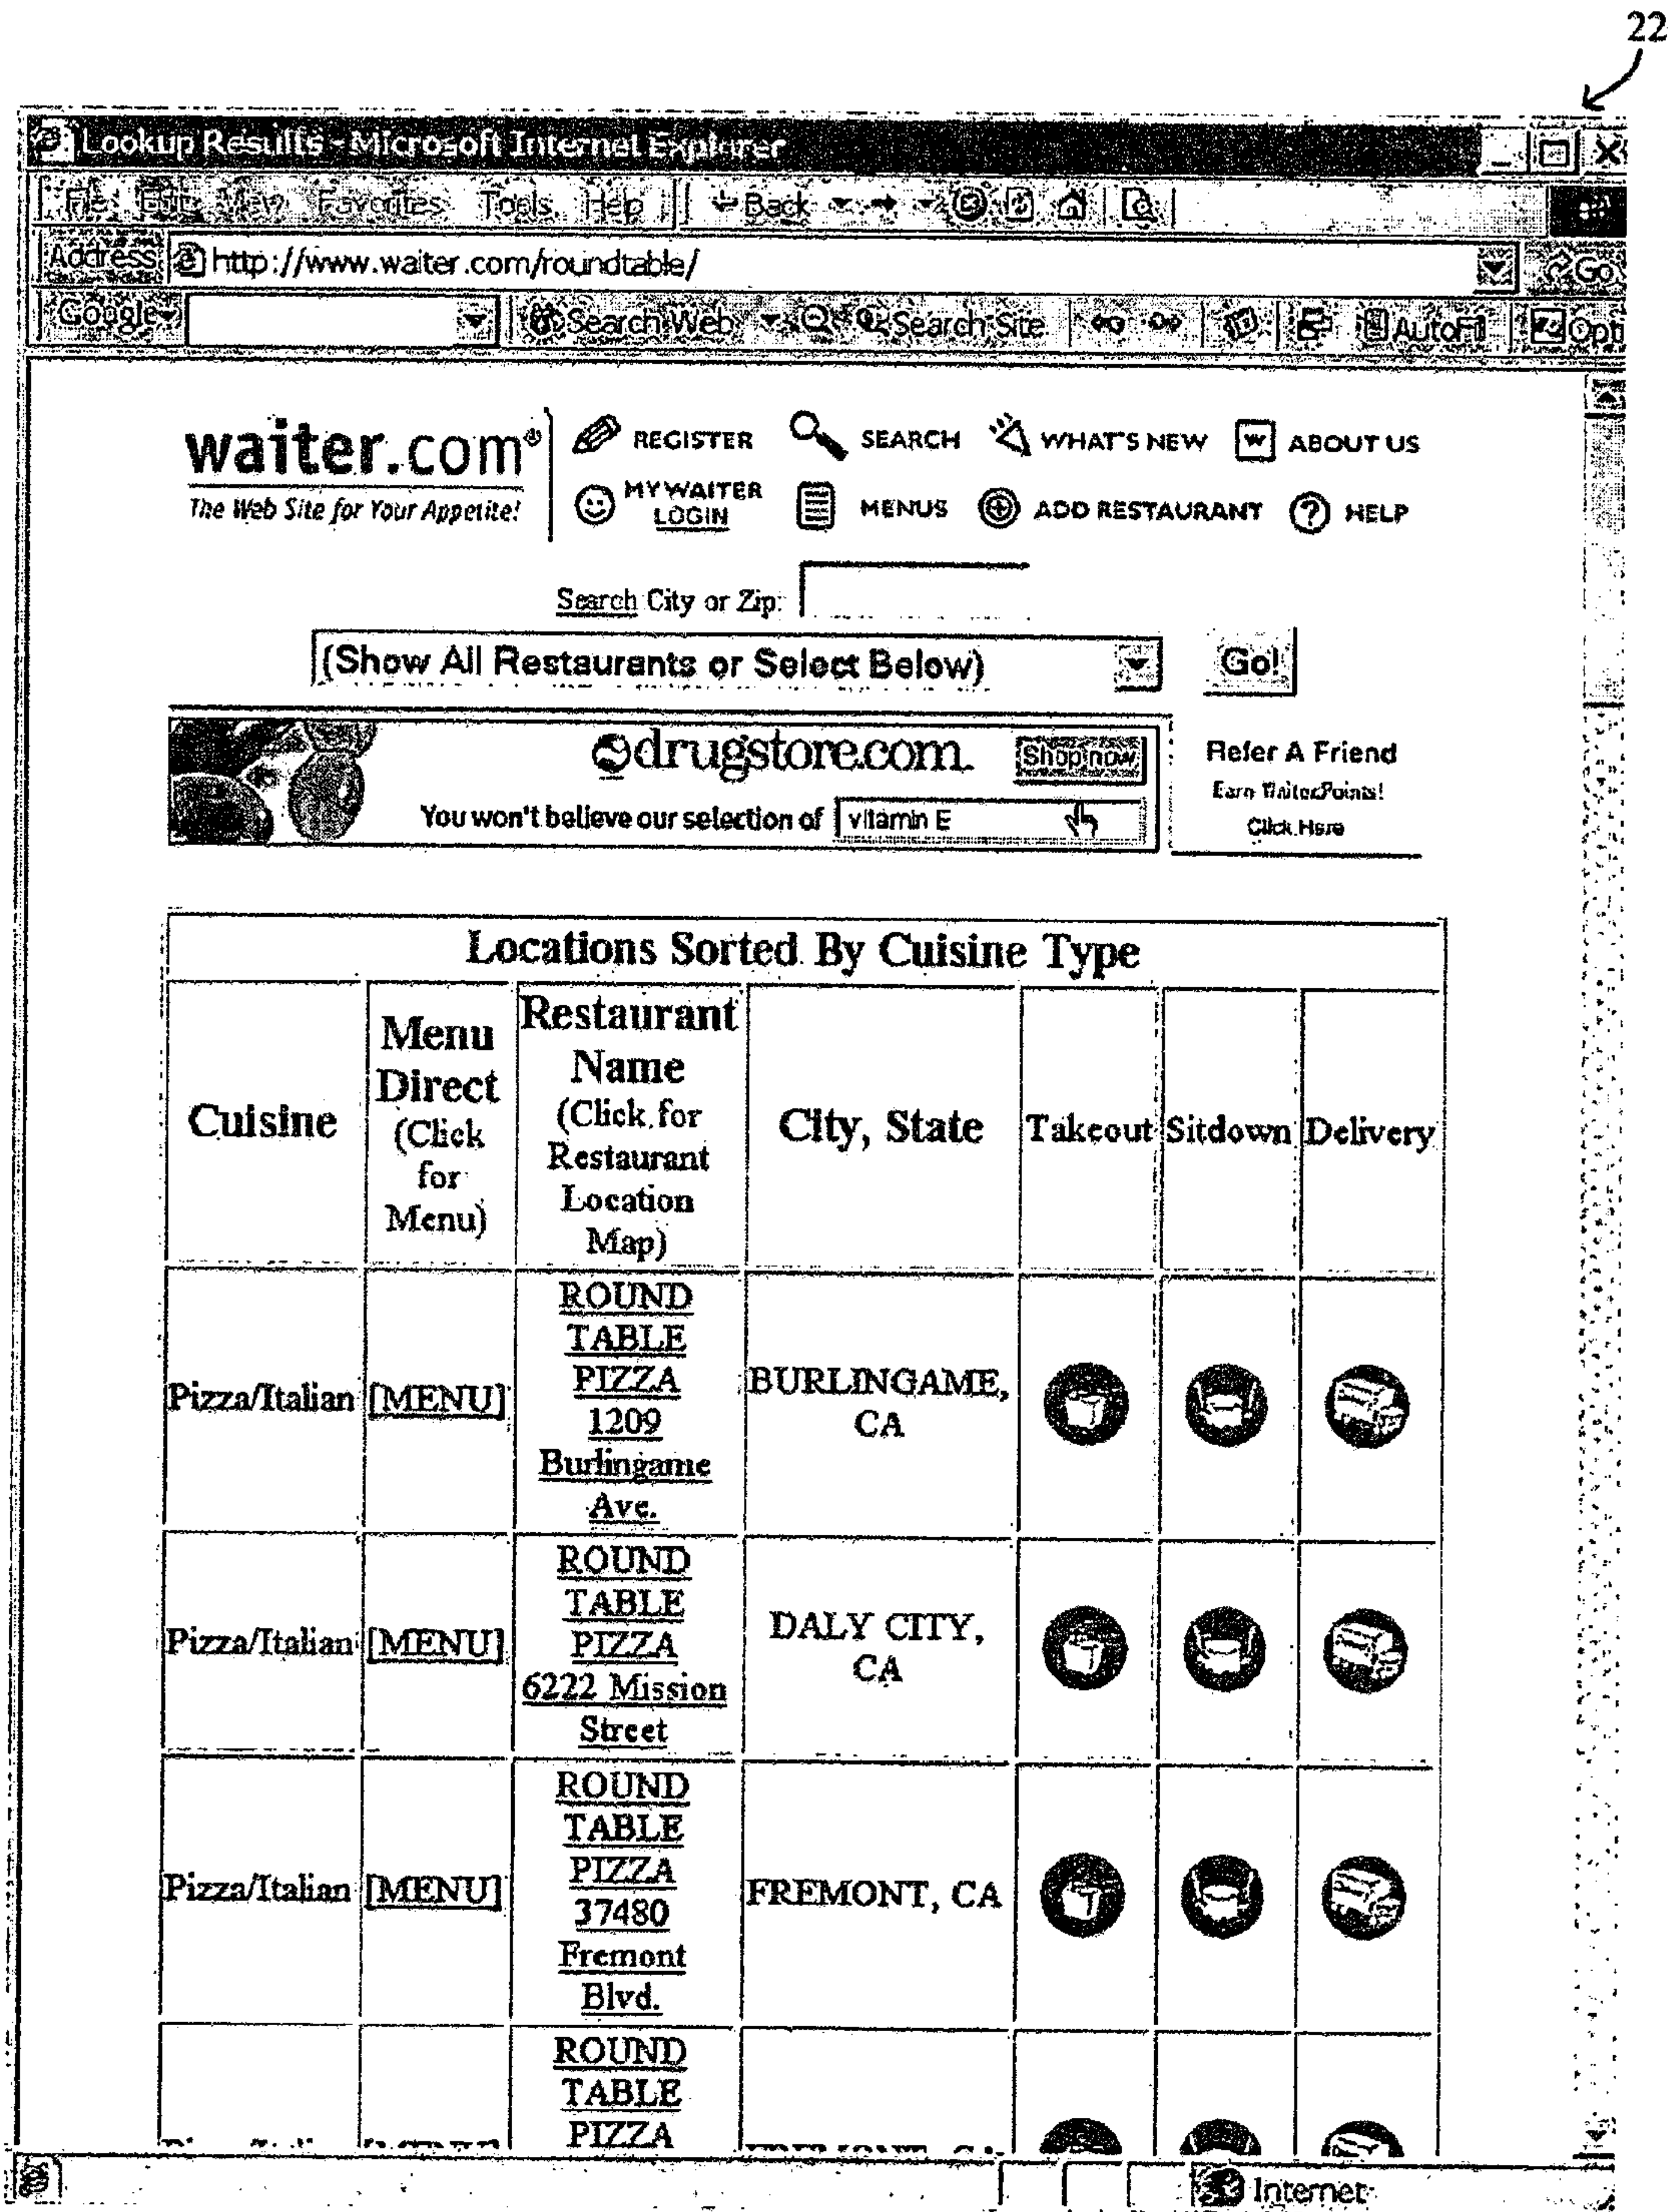 22
Lookup Results - Microsoft Internet Explorer
File Edit View Favorites Tools Help Back
Address http://www.waiter.com/roundtable/ Go
Google Search Web Search Site AutoFill Opti
waiter.com® REGISTER SEARCH WHAT'S NEW W ABOUT US
The Web Site for Your Appetite! MY WAITER LOGIN MENUS ADD RESTAURANT ? HELP
Search City or Zip:
(Show All Restaurants or Select Below) Go!
drugstore.com. Shop now
You won't believe our selection of vitamin E
Refer A Friend
Earn WaiterPoints!
Click Here
Locations Sorted By Cuisine Type
Cuisine
Menu
Direct
(Click
for
Menu)
Restaurant
Name
(Click for
Restaurant
Location
Map)
City, State
Takeout
Sitdown
Delivery
Pizza/Italian
[MENU]
ROUND
TABLE
PIZZA
1209
Burlingame
Ave.
BURLINGAME,
CA
Pizza/Italian
[MENU]
ROUND
TABLE
PIZZA
6222 Mission
Street
DALY CITY,
CA
Pizza/Italian
[MENU]
ROUND
TABLE
PIZZA
37480
Fremont
Blvd.
FREMONT, CA
ROUND
TABLE
PIZZA
Internet